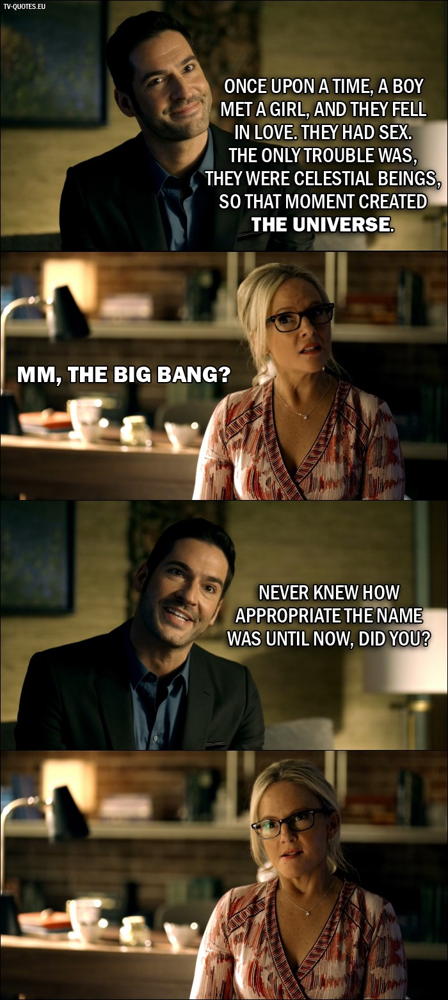 TV-QUOTES.EU
ONCE UPON A TIME, A BOY
MET A GIRL, AND THEY FELL
IN LOVE. THEY HAD SEX.
THE ONLY TROUBLE WAS,
THEY WERE CELESTIAL BEINGS,
SO THAT MOMENT CREATED
THE UNIVERSE.
MM, THE BIG BANG?
NEVER KNEW HOW
APPROPRIATE THE NAME
WAS UNTIL NOW, DID YOU?